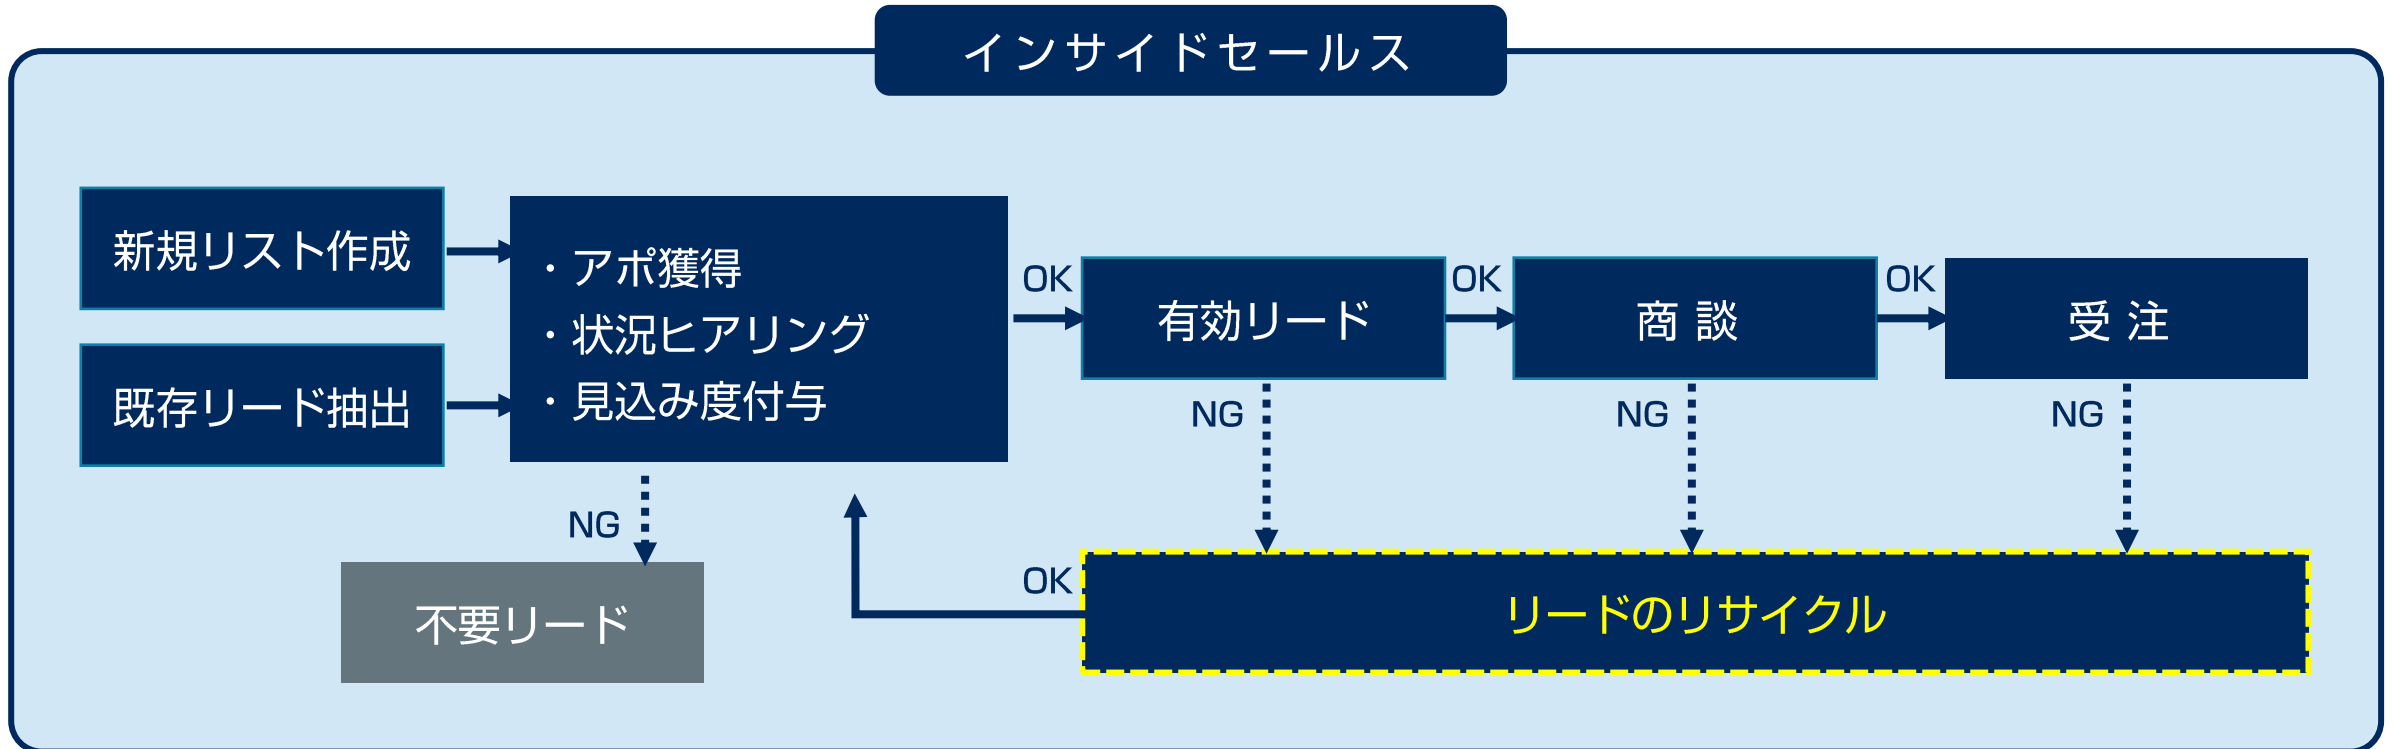 インサイドセールス
新規リスト作成
既存リード抽出
・アポ獲得
・状況ヒアリング
・見込み度付与
OK
有効リード
OK
商 談
OK
受 注
NG
NG
NG
NG
不要リード
OK
リードのリサイクル